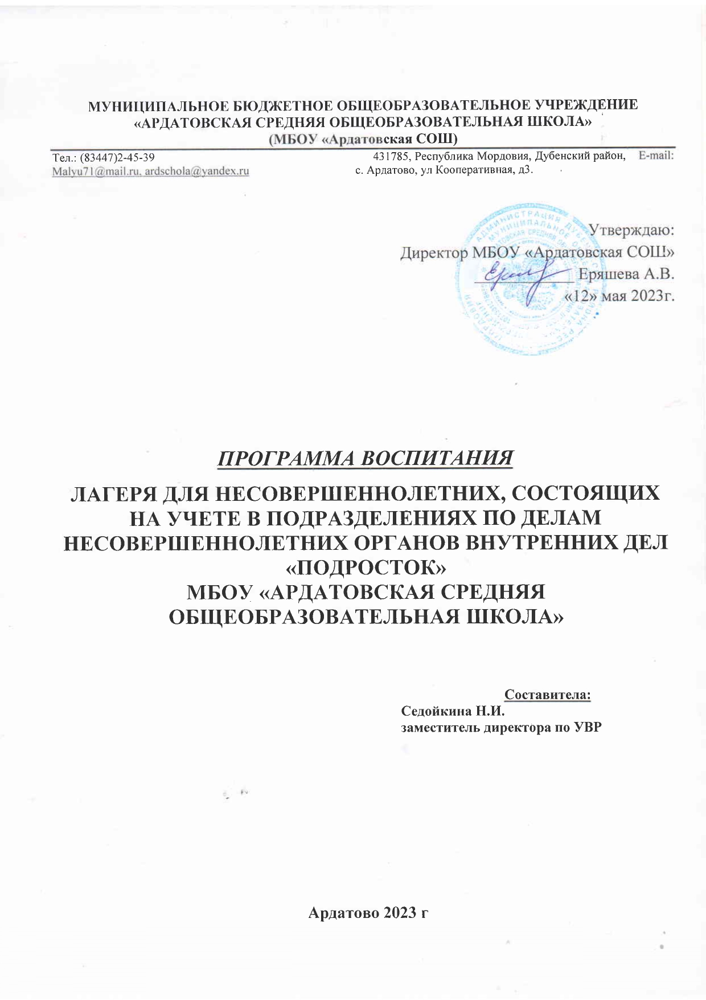 МУНИЦИПАЛЬНОЕ БЮДЖЕТНОЕ ОБЩЕОБРАЗОВАТЕЛЬНОЕ УЧРЕЖДЕНИЕ
«АРДАТОВСКАЯ СРЕДНЯЯ ОБЩЕОБРАЗОВАТЕЛЬНАЯ ШКОЛА»
(МБОУ «Ардатовская СОШ)
Тел.: (83447)2-45-39 431785, Республика Мордовия, Дубенский район, E-mail:
Malyu71@mail.ru, ardschola@yandex.ru с. Ардатово, ул Кооперативная, д3.
Утверждаю:
Директор МБОУ «Ардатовская СОШ»
Еряшева А.В.
«12» мая 2023г.
ПРОГРАММА ВОСПИТАНИЯ
ЛАГЕРЯ ДЛЯ НЕСОВЕРШЕННОЛЕТНИХ, СОСТОЯЩИХ
НА УЧЕТЕ В ПОДРАЗДЕЛЕНИЯХ ПО ДЕЛАМ
НЕСОВЕРШЕННОЛЕТНИХ ОРГАНОВ ВНУТРЕННИХ ДЕЛ
«ПОДРОСТОК»
МБОУ «АРДАТОВСКАЯ СРЕДНЯЯ
ОБЩЕОБРАЗОВАТЕЛЬНАЯ ШКОЛА»
Составитела:
Седойкина Н.И.
заместитель директора по УВР
Ардатово 2023 г